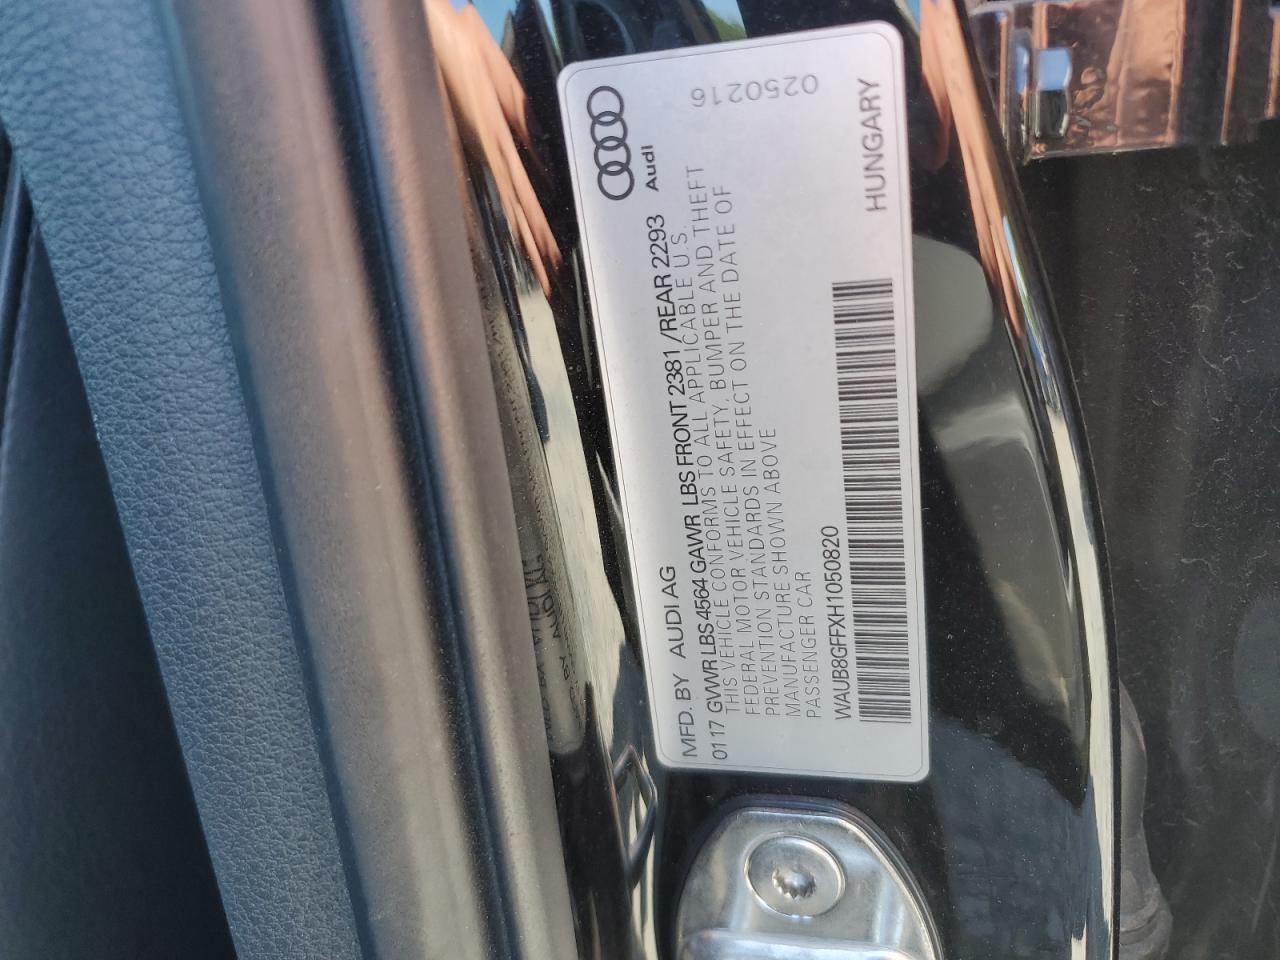 Audi
MFD. BY AUDI AG
0117 GVWR LBS 4564 GAWR LBS FRONT 2381 /REAR 2293
THIS VEHICLE CONFORMS TO ALL APPLICABLE U.S.
FEDERAL MOTOR VEHICLE SAFETY, BUMPER AND THEFT
PREVENTION STANDARDS IN EFFECT ON THE DATE OF
MANUFACTURE SHOWN ABOVE
PASSENGER CAR
WAUB8GFFXH1050820
HUNGARY
0250216